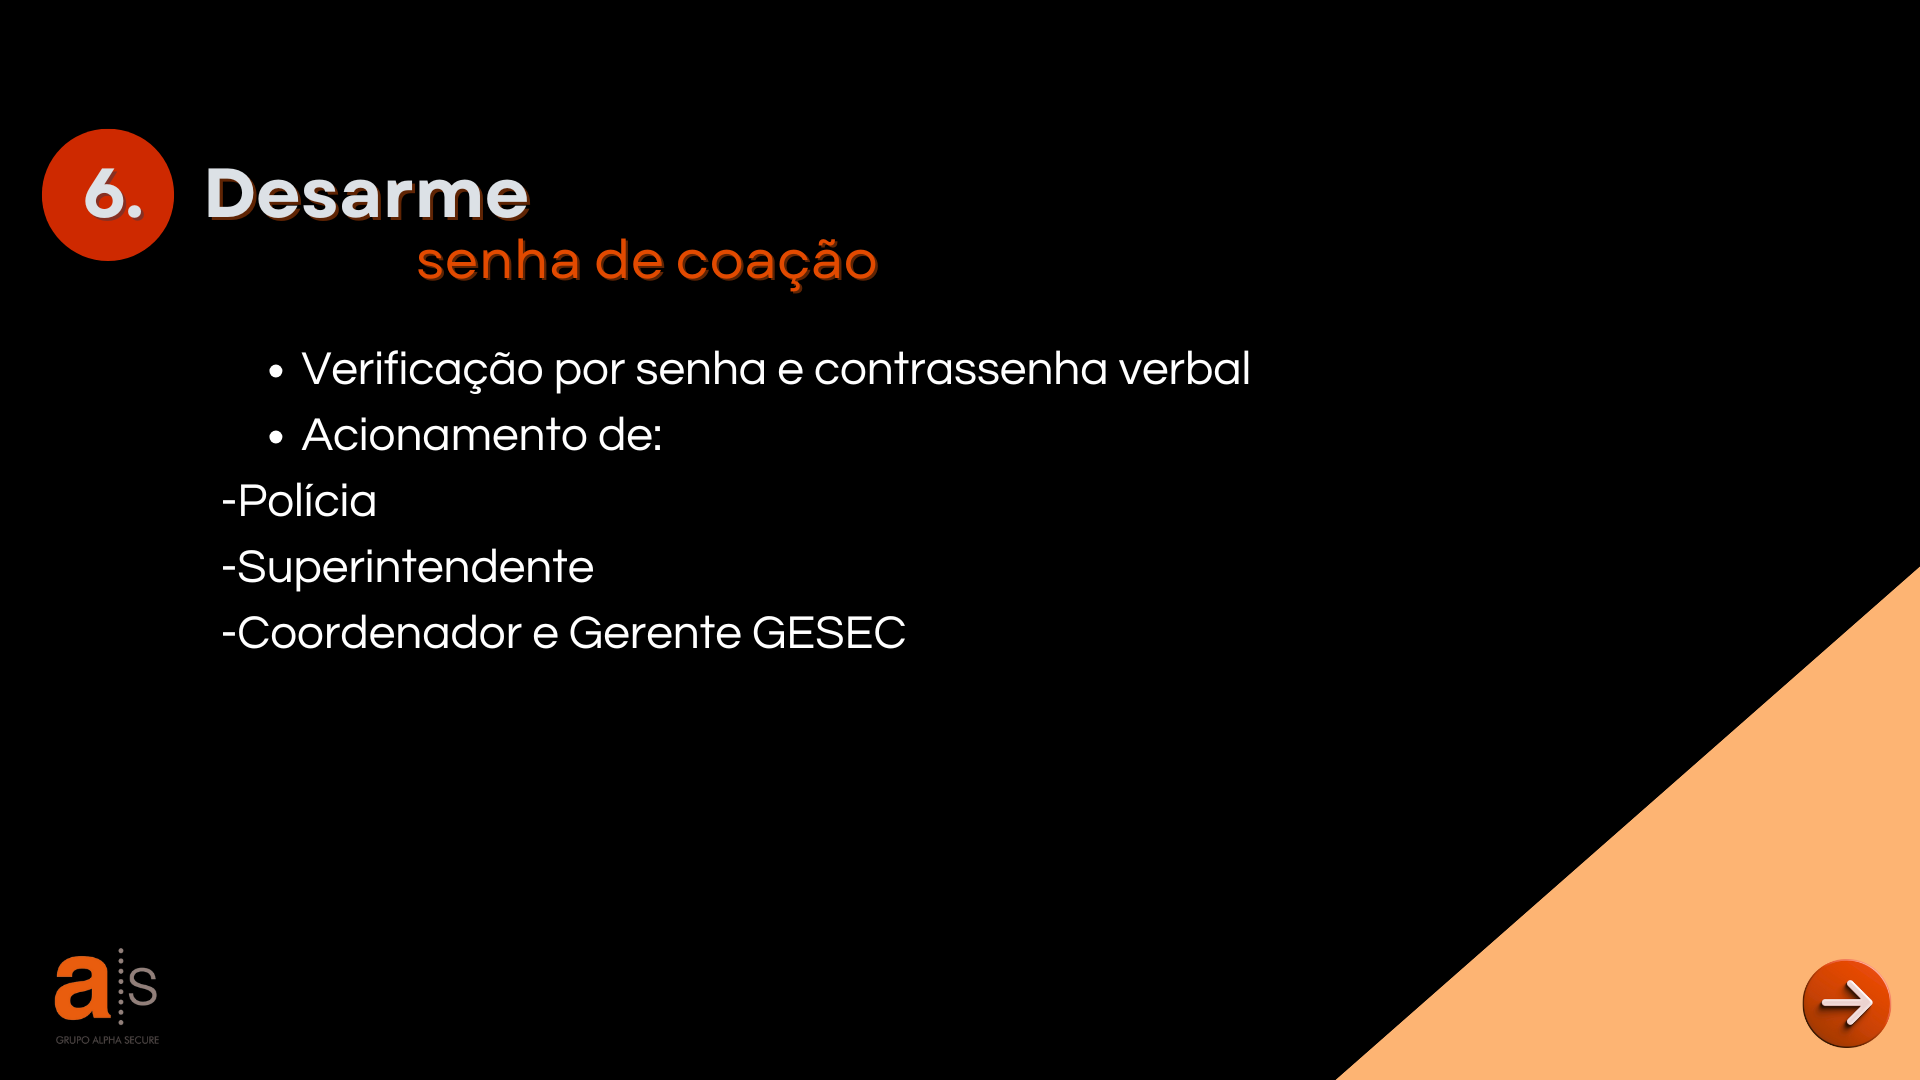 6. Desarme
senha de coação
• Verificação por senha e contrassenha verbal
• Acionamento de:
-Polícia
-Superintendente
-Coordenador e Gerente GESEC
a s
GRUPO ALPHA SECURE